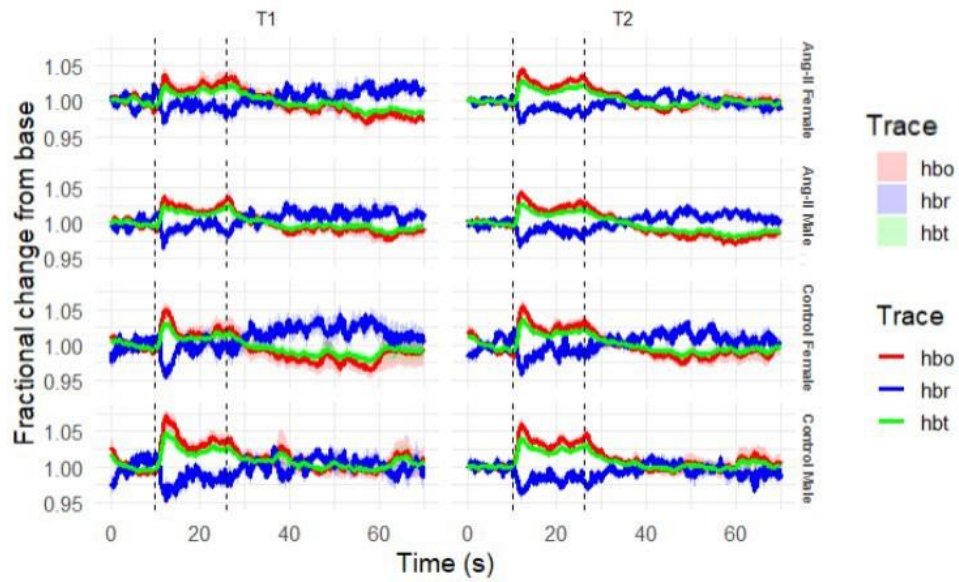 T1
T2
Fractional change from base
1.05
1.00
0.95
Ang-II Female
1.05
1.00
0.95
Ang-II Male
1.05
1.00
0.95
Control Female
1.05
1.00
0.95
Control Male
0 20 40 60
0 20 40 60
Time (s)
Trace
hbo
hbr
hbt
Trace
hbo
hbr
hbt